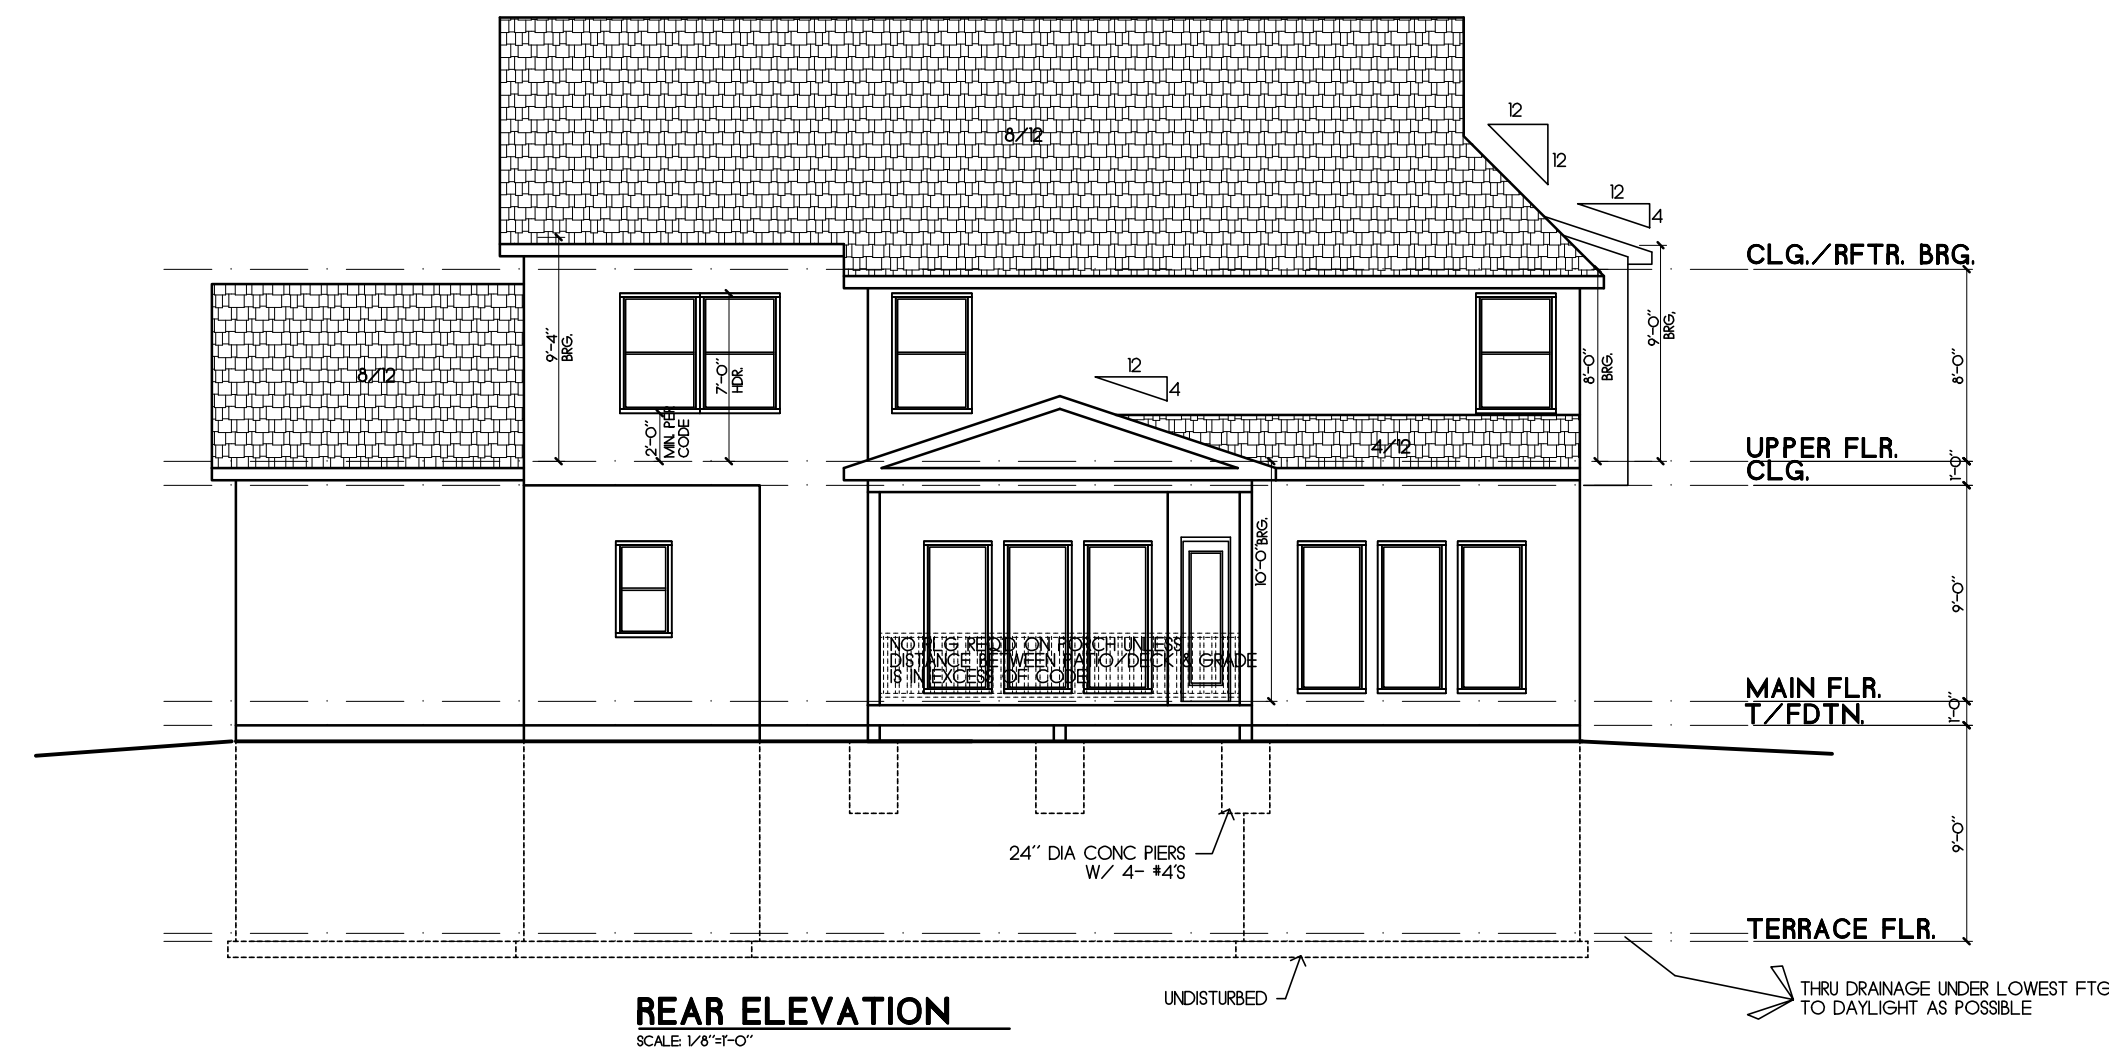 12
8/12
12
12
4
CLG./RFTR. BRG.
9'-4"
BRG.
7'-0"
HDR.
8'-0"
BRG.
9'-0"
BRG,
8'-0"
12
4
8/12
2'-0"
MIN. PER
CODE
4/12
UPPER FLR.
CLG.
1'-0"
10'-0" BRG.
9'-0"
NO RLG REQD ON PORCH UNLESS
DISTANCE BETWEEN PATIO/DECK & GRADE
IS IN EXCESS OF CODE
MAIN FLR.
T/FDTN.
1'-0"
9'-0"
24" DIA CONC PIERS
W/ 4- #4'S
TERRACE FLR.
UNDISTURBED
THRU DRAINAGE UNDER LOWEST FTG
TO DAYLIGHT AS POSSIBLE
REAR ELEVATION
SCALE: 1/8"=1'-0"